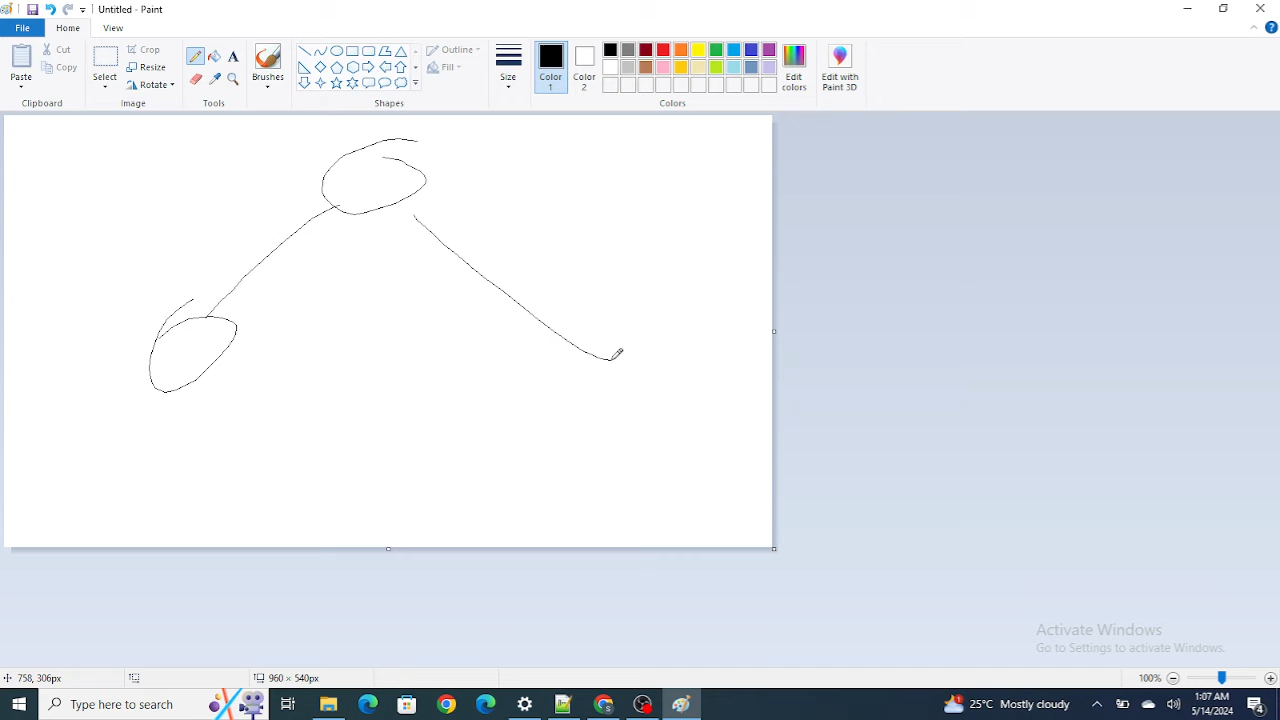 Untitled - Paint
File
Home
View
Paste
Cut
Copy
Clipboard
Select
Crop
Resize
Rotate
Image
A
Tools
Brushes
Shapes
Outline
Fill
Size
Color 1
Color 2
Colors
Edit colors
Edit with Paint 3D
Activate Windows
Go to Settings to activate Windows.
758, 306px
960 × 540px
100%
Type here to search
25°C Mostly cloudy
1:07 AM
5/14/2024
4